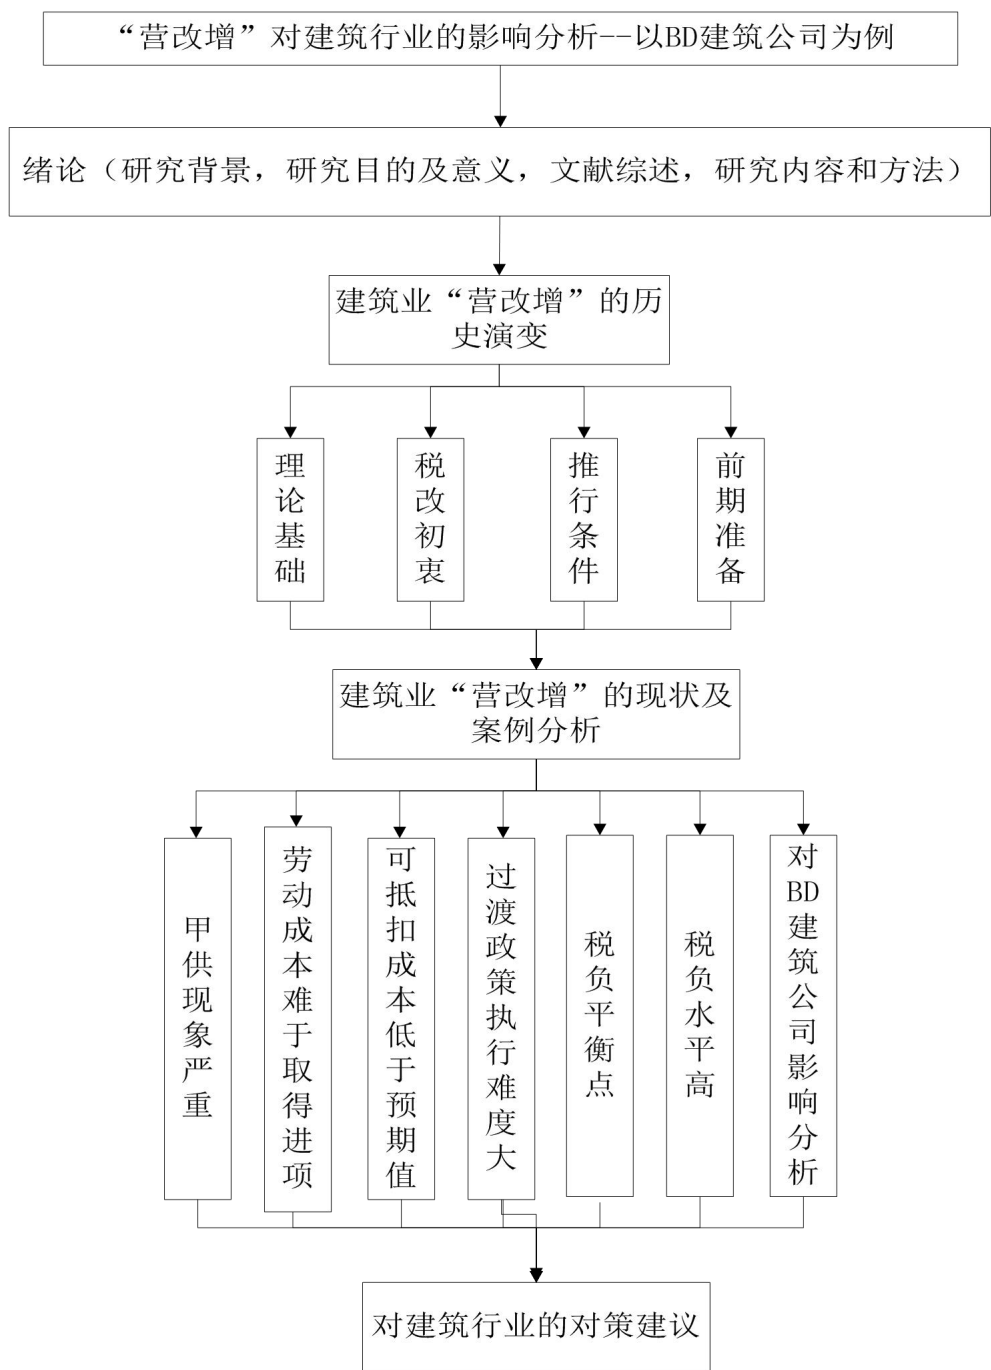 “营改增”对建筑行业的影响分析--以BD建筑公司为例
绪论（研究背景，研究目的及意义，文献综述，研究内容和方法）
建筑业“营改增”的历
史演变
理论基础
税改初衷
推行条件
前期准备
建筑业“营改增”的现状及
案例分析
甲供现象严重
劳动成本难于取得进项
可抵扣成本低于预期值
过渡政策执行难度大
税负平衡点
税负水平高
对BD建筑公司影响分析
对建筑行业的对策建议